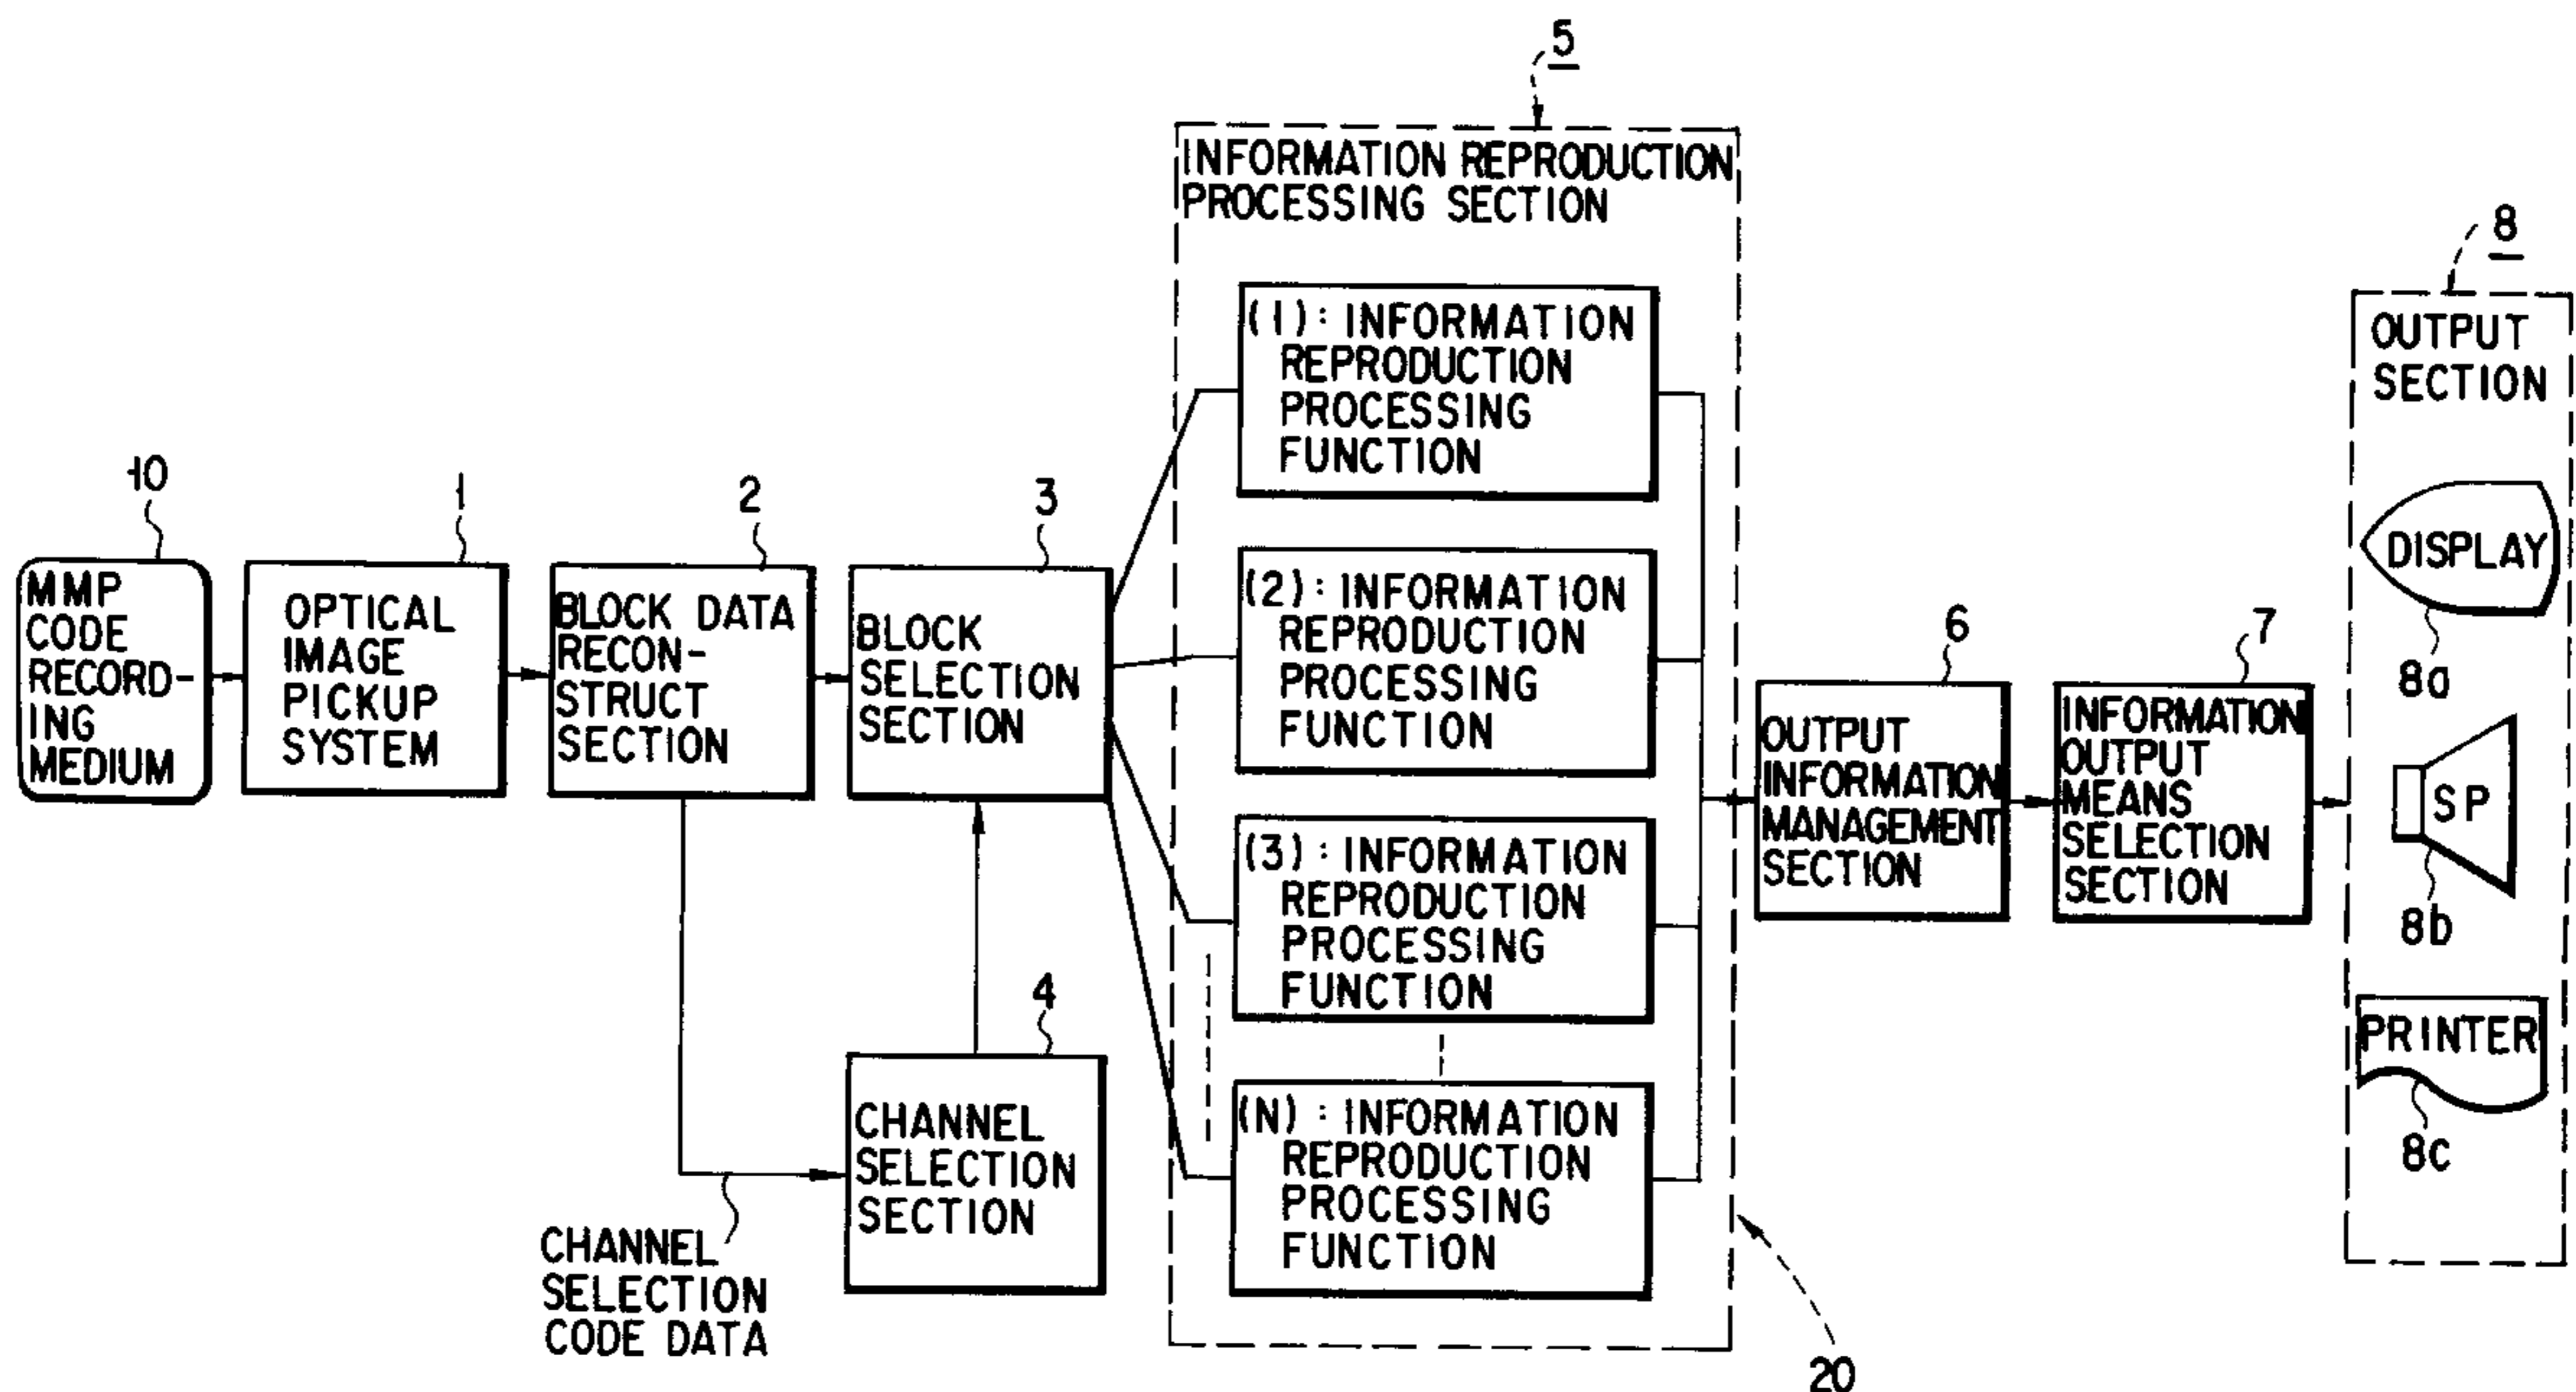 5
INFORMATION REPRODUCTION
PROCESSING SECTION
8
OUTPUT
SECTION
10
MMP
CODE
RECORD-
ING
MEDIUM
1
OPTICAL
IMAGE
PICKUP
SYSTEM
2
BLOCK DATA
RECON-
STRUCT
SECTION
3
BLOCK
SELECTION
SECTION
4
CHANNEL
SELECTION
SECTION
CHANNEL
SELECTION
CODE DATA
(1): INFORMATION
REPRODUCTION
PROCESSING
FUNCTION
(2): INFORMATION
REPRODUCTION
PROCESSING
FUNCTION
(3): INFORMATION
REPRODUCTION
PROCESSING
FUNCTION
(N): INFORMATION
REPRODUCTION
PROCESSING
FUNCTION
20
6
OUTPUT
INFORMATION
MANAGEMENT
SECTION
7
INFORMATION
OUTPUT
MEANS
SELECTION
SECTION
DISPLAY
8a
SP
8b
PRINTER
8c